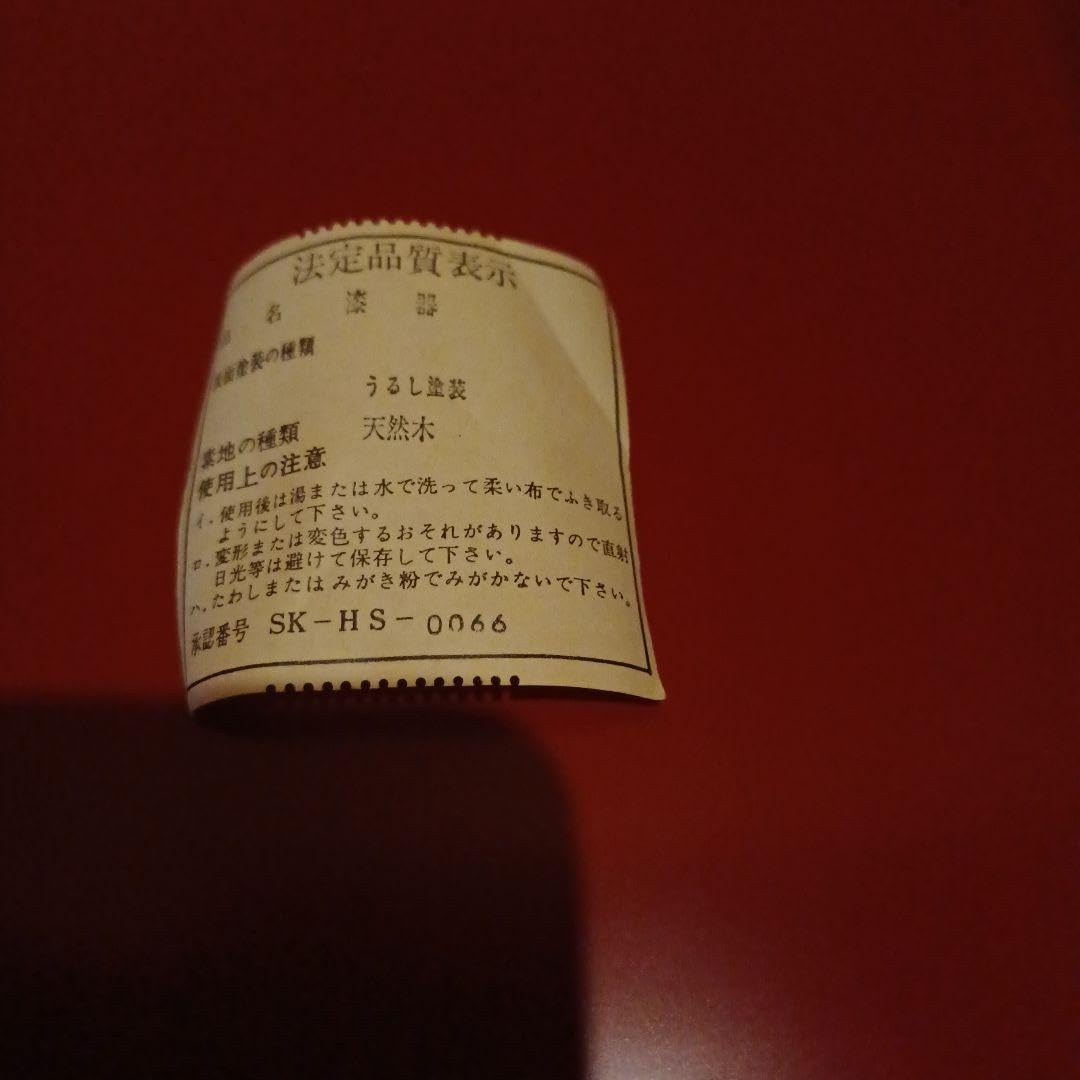 法定品質表示
名 漆 器
塗装の種類
うるし塗装
素地の種類 天然木
使用上の注意
イ．使用後は湯または水で洗って柔い布でふき取る
ようにして下さい。
ロ．変形または変色するおそれがありますので直射
日光等は避けて保存して下さい。
ハ．たわしまたはみがき粉でみがかないで下さい。
承認番号 SK－HS－0066